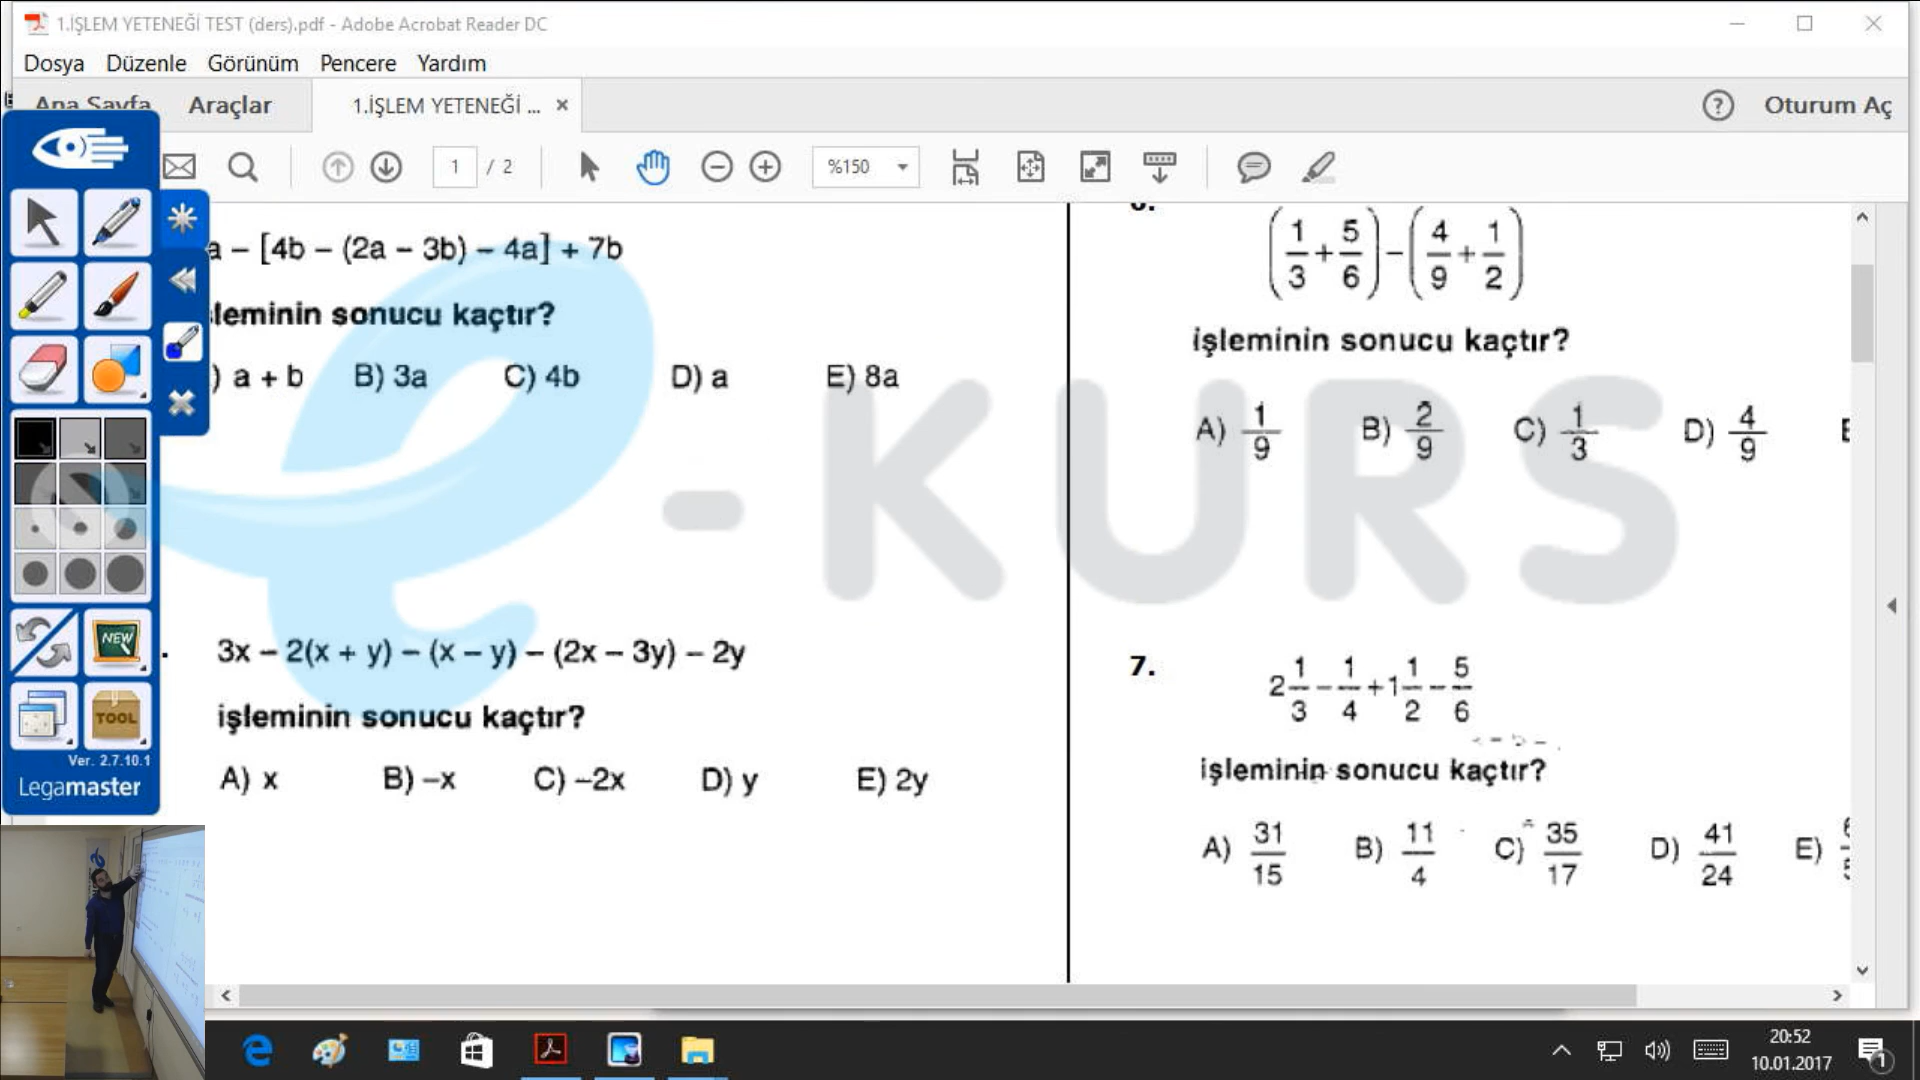 1.İŞLEM YETENEĞİ TEST (ders).pdf - Adobe Acrobat Reader DC
Dosya Düzenle Görünüm Pencere Yardım
Ana Sayfa Araçlar 1.İŞLEM YETENEĞİ ... × Oturum Aç
1 / 2 %150
a – [4b – (2a – 3b) – 4a] + 7b
leminin sonucu kaçtır?
) a + b B) 3a C) 4b D) a E) 8a
3x – 2(x + y) – (x – y) – (2x – 3y) – 2y
işleminin sonucu kaçtır?
A) x B) –x C) –2x D) y E) 2y
(1/3 + 5/6) – (4/9 + 1/2)
işleminin sonucu kaçtır?
A) 1/9 B) 2/9 C) 1/3 D) 4/9 E
7. 2 1/3 – 1/4 + 1 1/2 – 5/6
işleminin sonucu kaçtır?
A) 31/15 B) 11/4 C) 35/17 D) 41/24 E)
e - KURS
NEW
TOOL
Ver. 2.7.10.1
Legamaster
20:52
10.01.2017
1